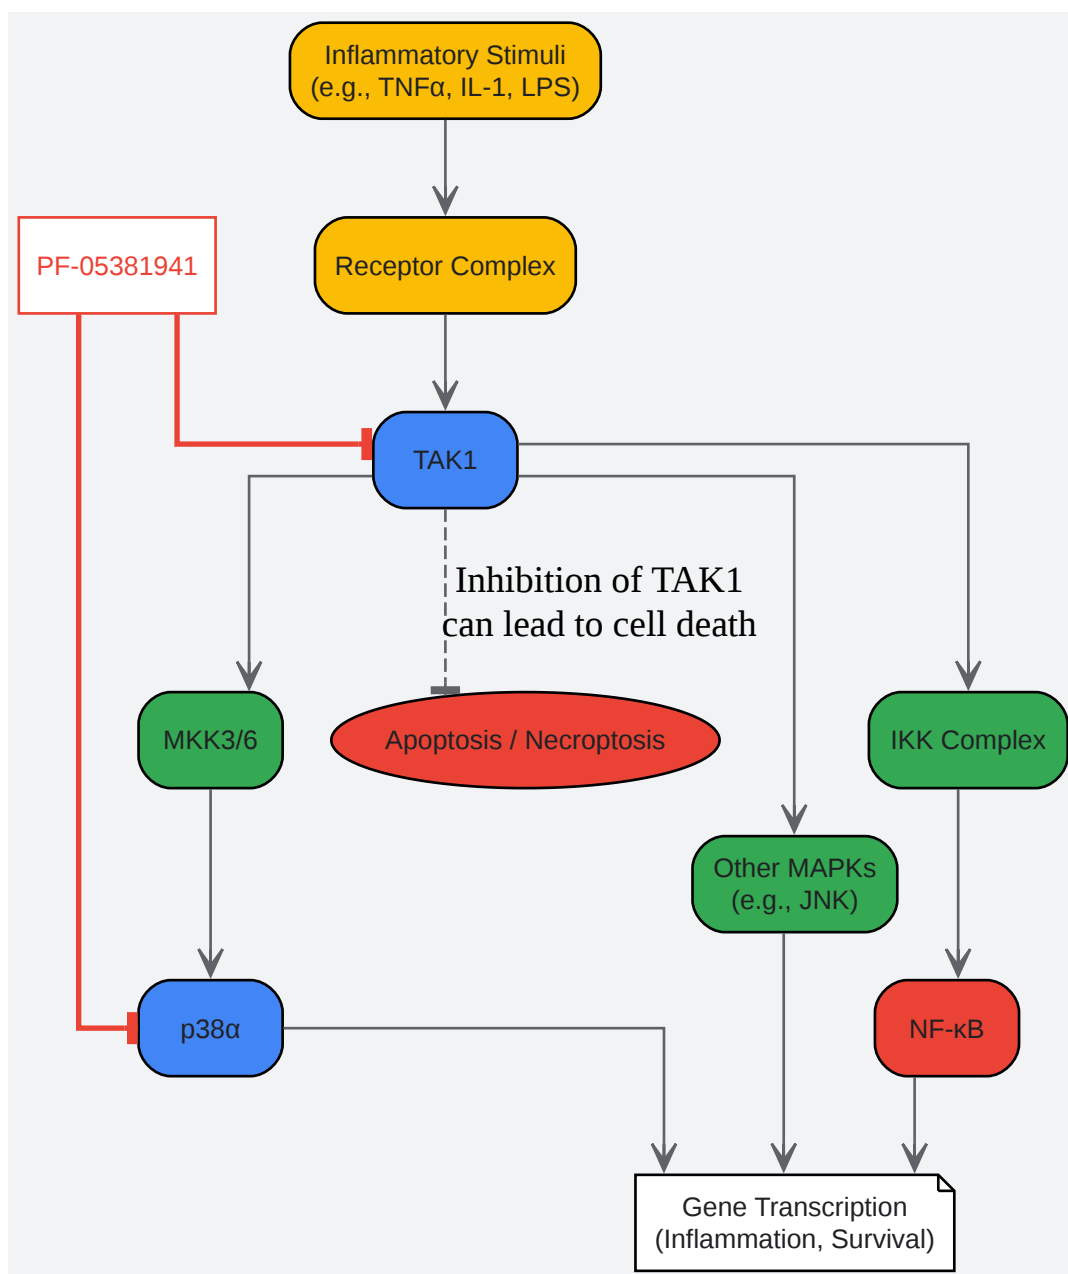 Inflammatory Stimuli
(e.g., TNFα, IL-1, LPS)
PF-05381941
Receptor Complex
TAK1
Inhibition of TAK1
can lead to cell death
MKK3/6
Apoptosis / Necroptosis
IKK Complex
Other MAPKs
(e.g., JNK)
p38α
NF-κB
Gene Transcription
(Inflammation, Survival)